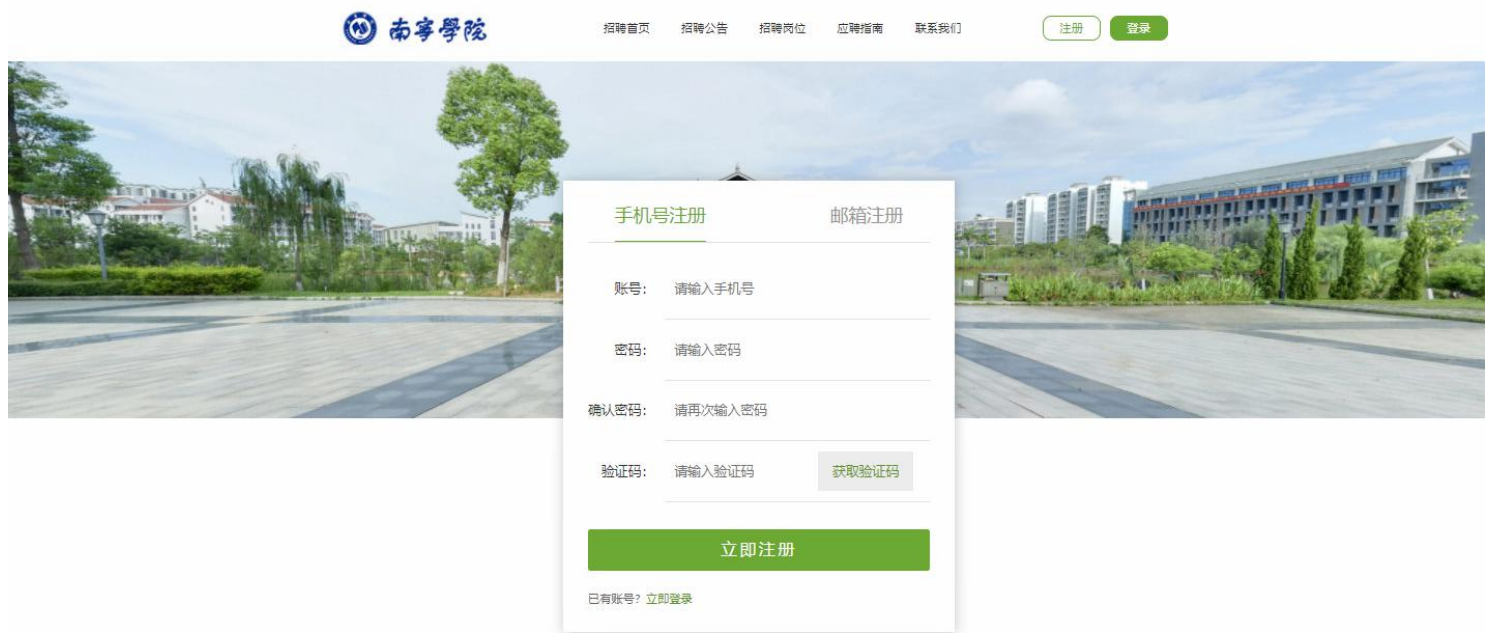 南寧學院
招聘首页 招聘公告 招聘岗位 应聘指南 联系我们 注册 登录
手机号注册 邮箱注册
账号: 请输入手机号
密码: 请输入密码
确认密码: 请再次输入密码
验证码: 请输入验证码 获取验证码
立即注册
已有账号? 立即登录